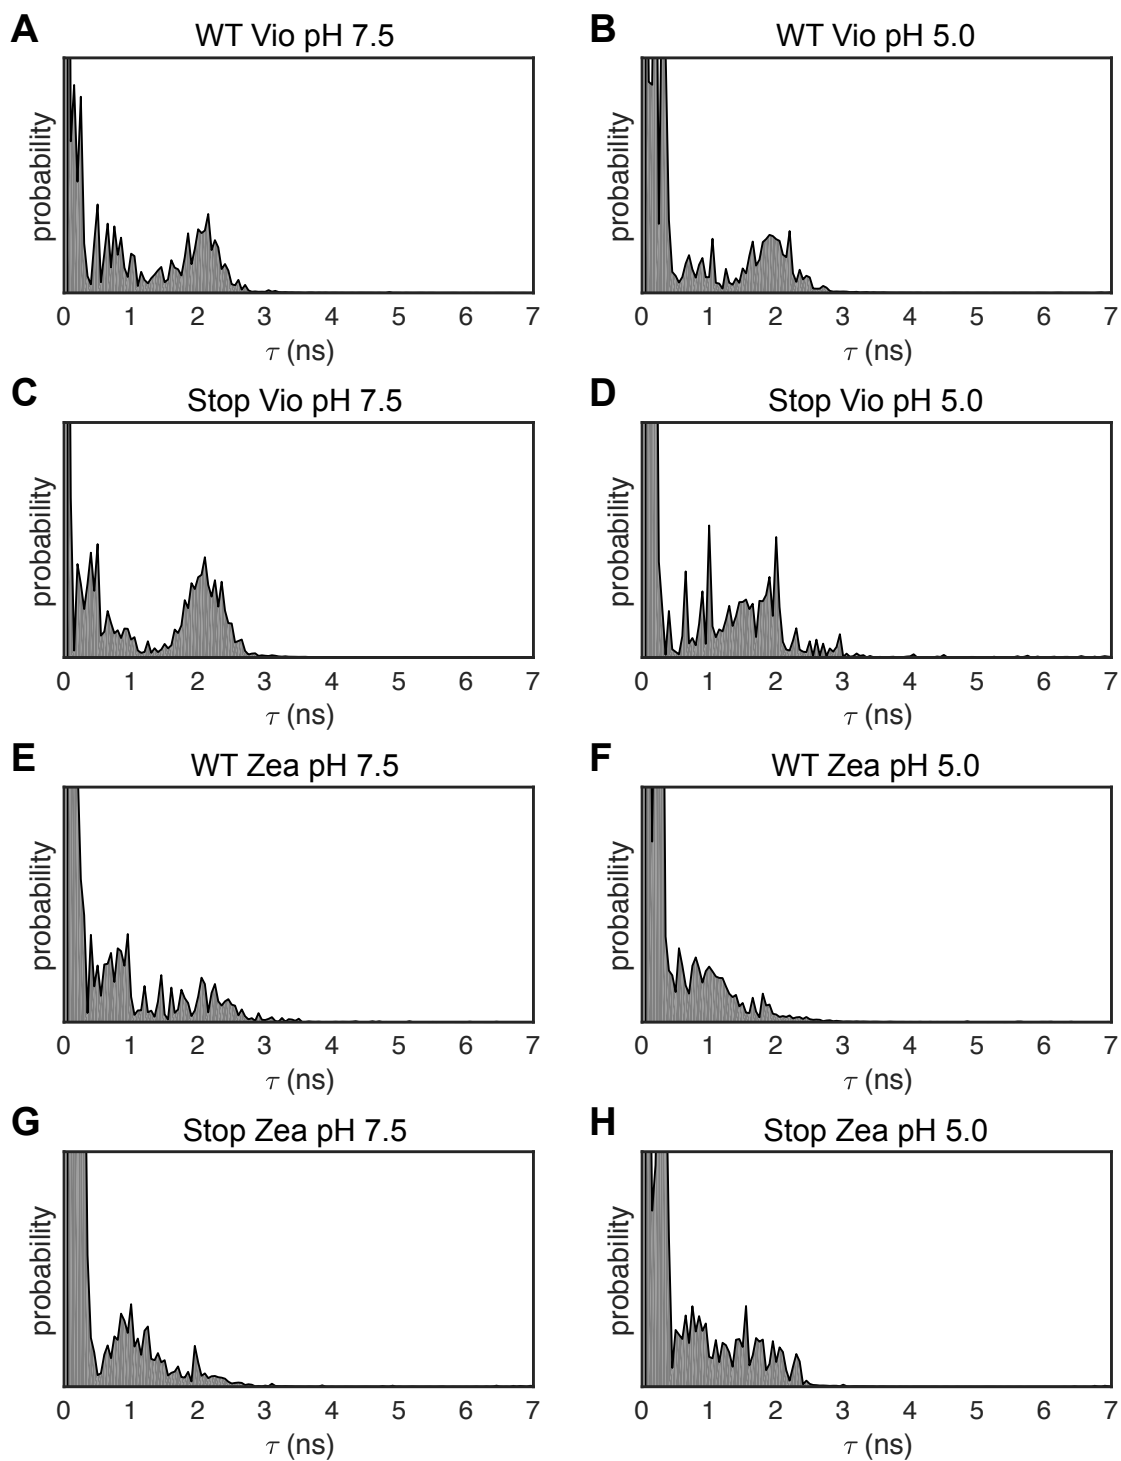 A
WT Vio pH 7.5
probability
0 1 2 3 4 5 6 7
τ (ns)
B
WT Vio pH 5.0
probability
0 1 2 3 4 5 6 7
τ (ns)
C
Stop Vio pH 7.5
probability
0 1 2 3 4 5 6 7
τ (ns)
D
Stop Vio pH 5.0
probability
0 1 2 3 4 5 6 7
τ (ns)
E
WT Zea pH 7.5
probability
0 1 2 3 4 5 6 7
τ (ns)
F
WT Zea pH 5.0
probability
0 1 2 3 4 5 6 7
τ (ns)
G
Stop Zea pH 7.5
probability
0 1 2 3 4 5 6 7
τ (ns)
H
Stop Zea pH 5.0
probability
0 1 2 3 4 5 6 7
τ (ns)